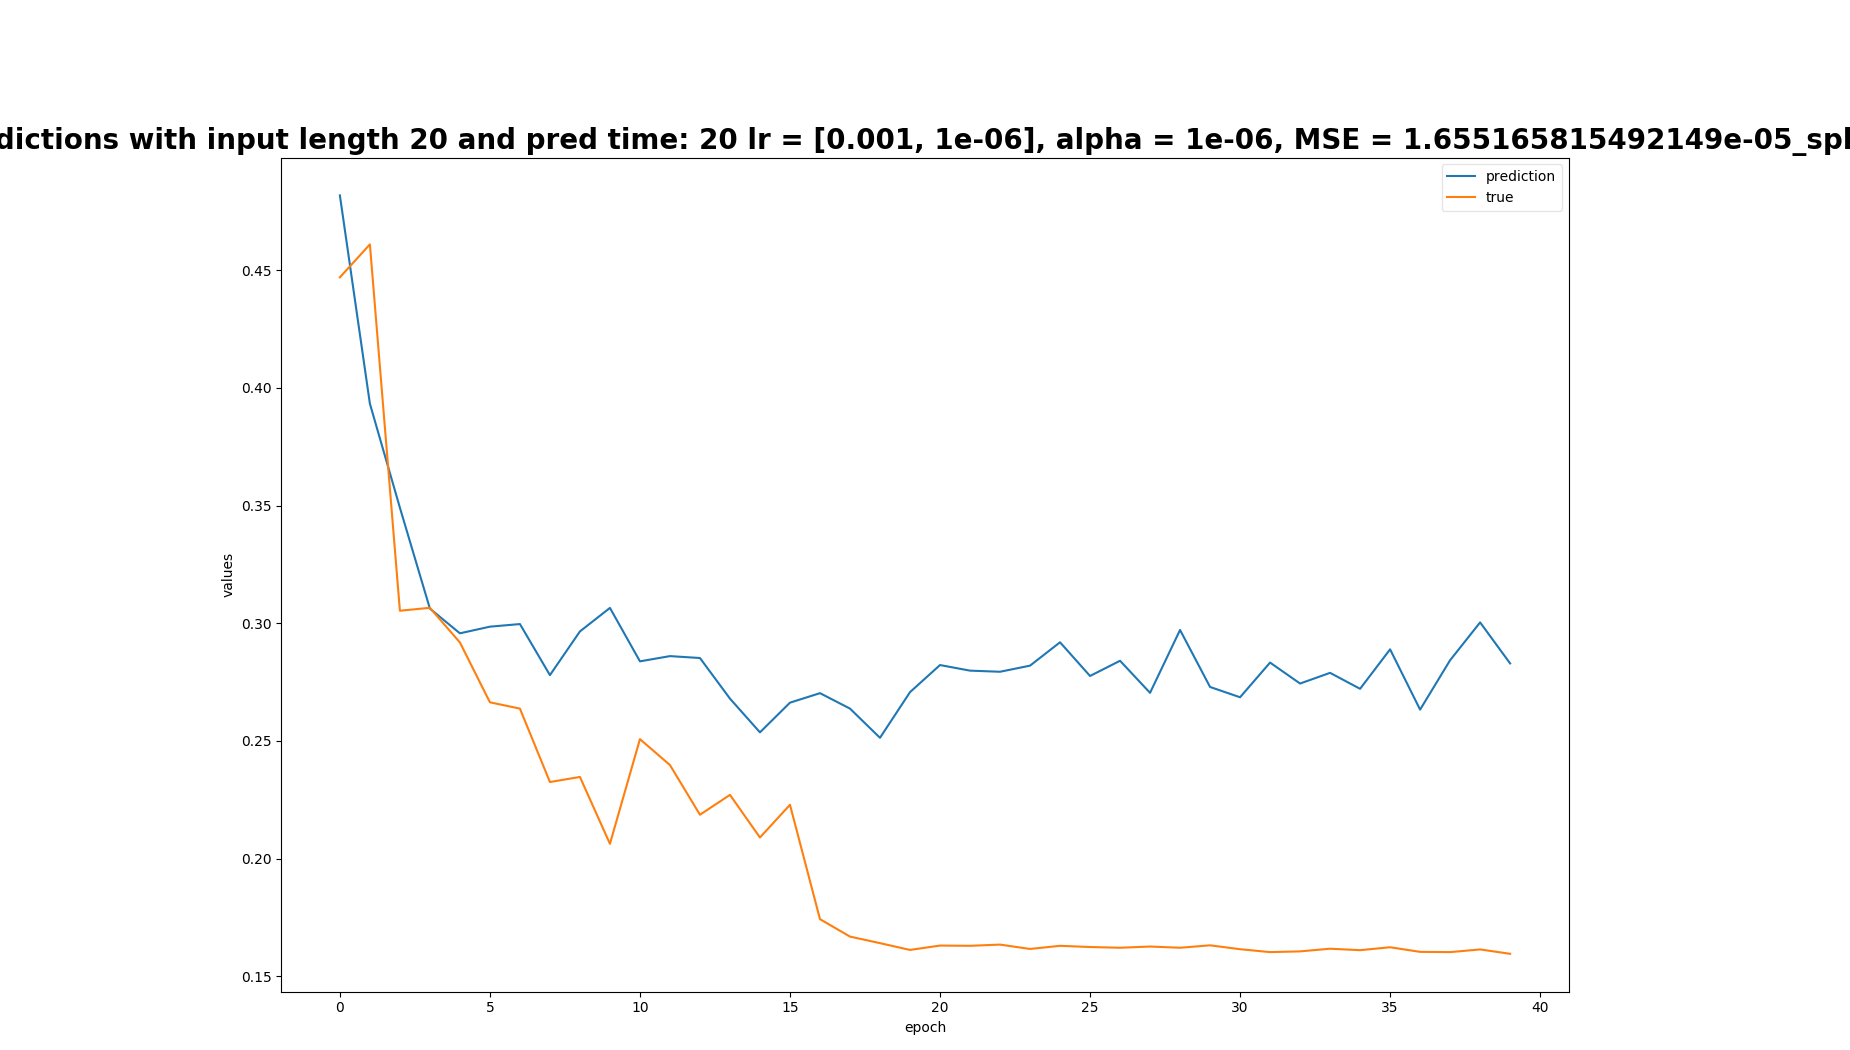 dictions with input length 20 and pred time: 20 lr = [0.001, 1e-06], alpha = 1e-06, MSE = 1.655165815492149e-05_spl
prediction
true
0.45
0.40
0.35
0.30
0.25
0.20
0.15
values
0 5 10 15 20 25 30 35 40
epoch